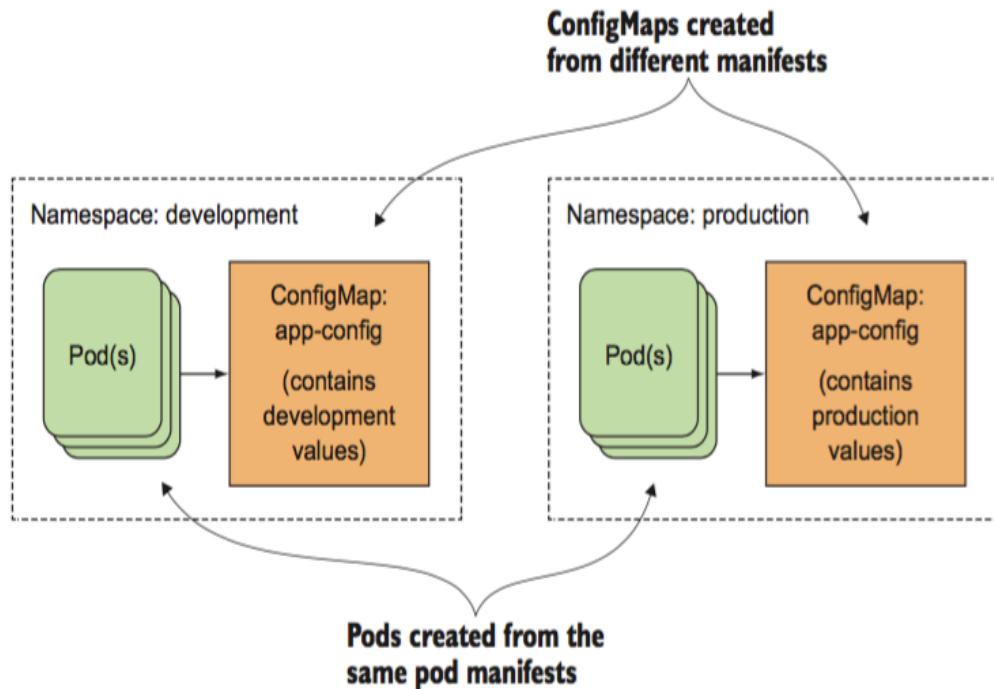 ConfigMaps created
from different manifests
Namespace: development
Pod(s)
ConfigMap:
app-config
(contains
development
values)
Namespace: production
Pod(s)
ConfigMap:
app-config
(contains
production
values)
Pods created from the
same pod manifests